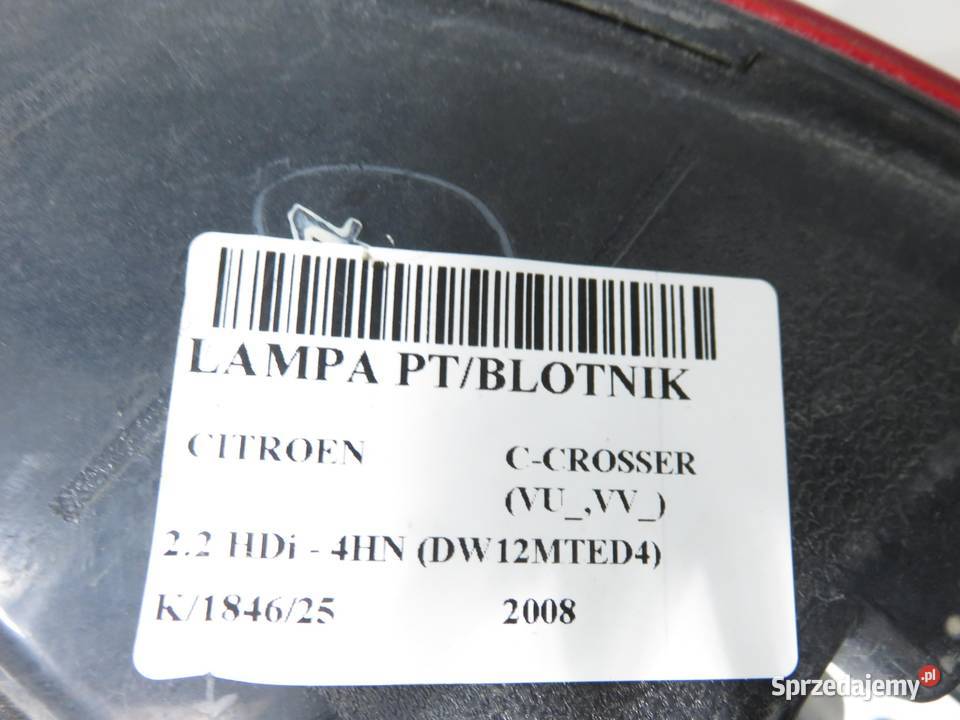 LAMPA PT/BLOTNIK
CITROEN C-CROSSER
(VU_,VV_)
2.2 HDi - 4HN (DW12MTED4)
K/1846/25 2008
Sprzedajemy.pl